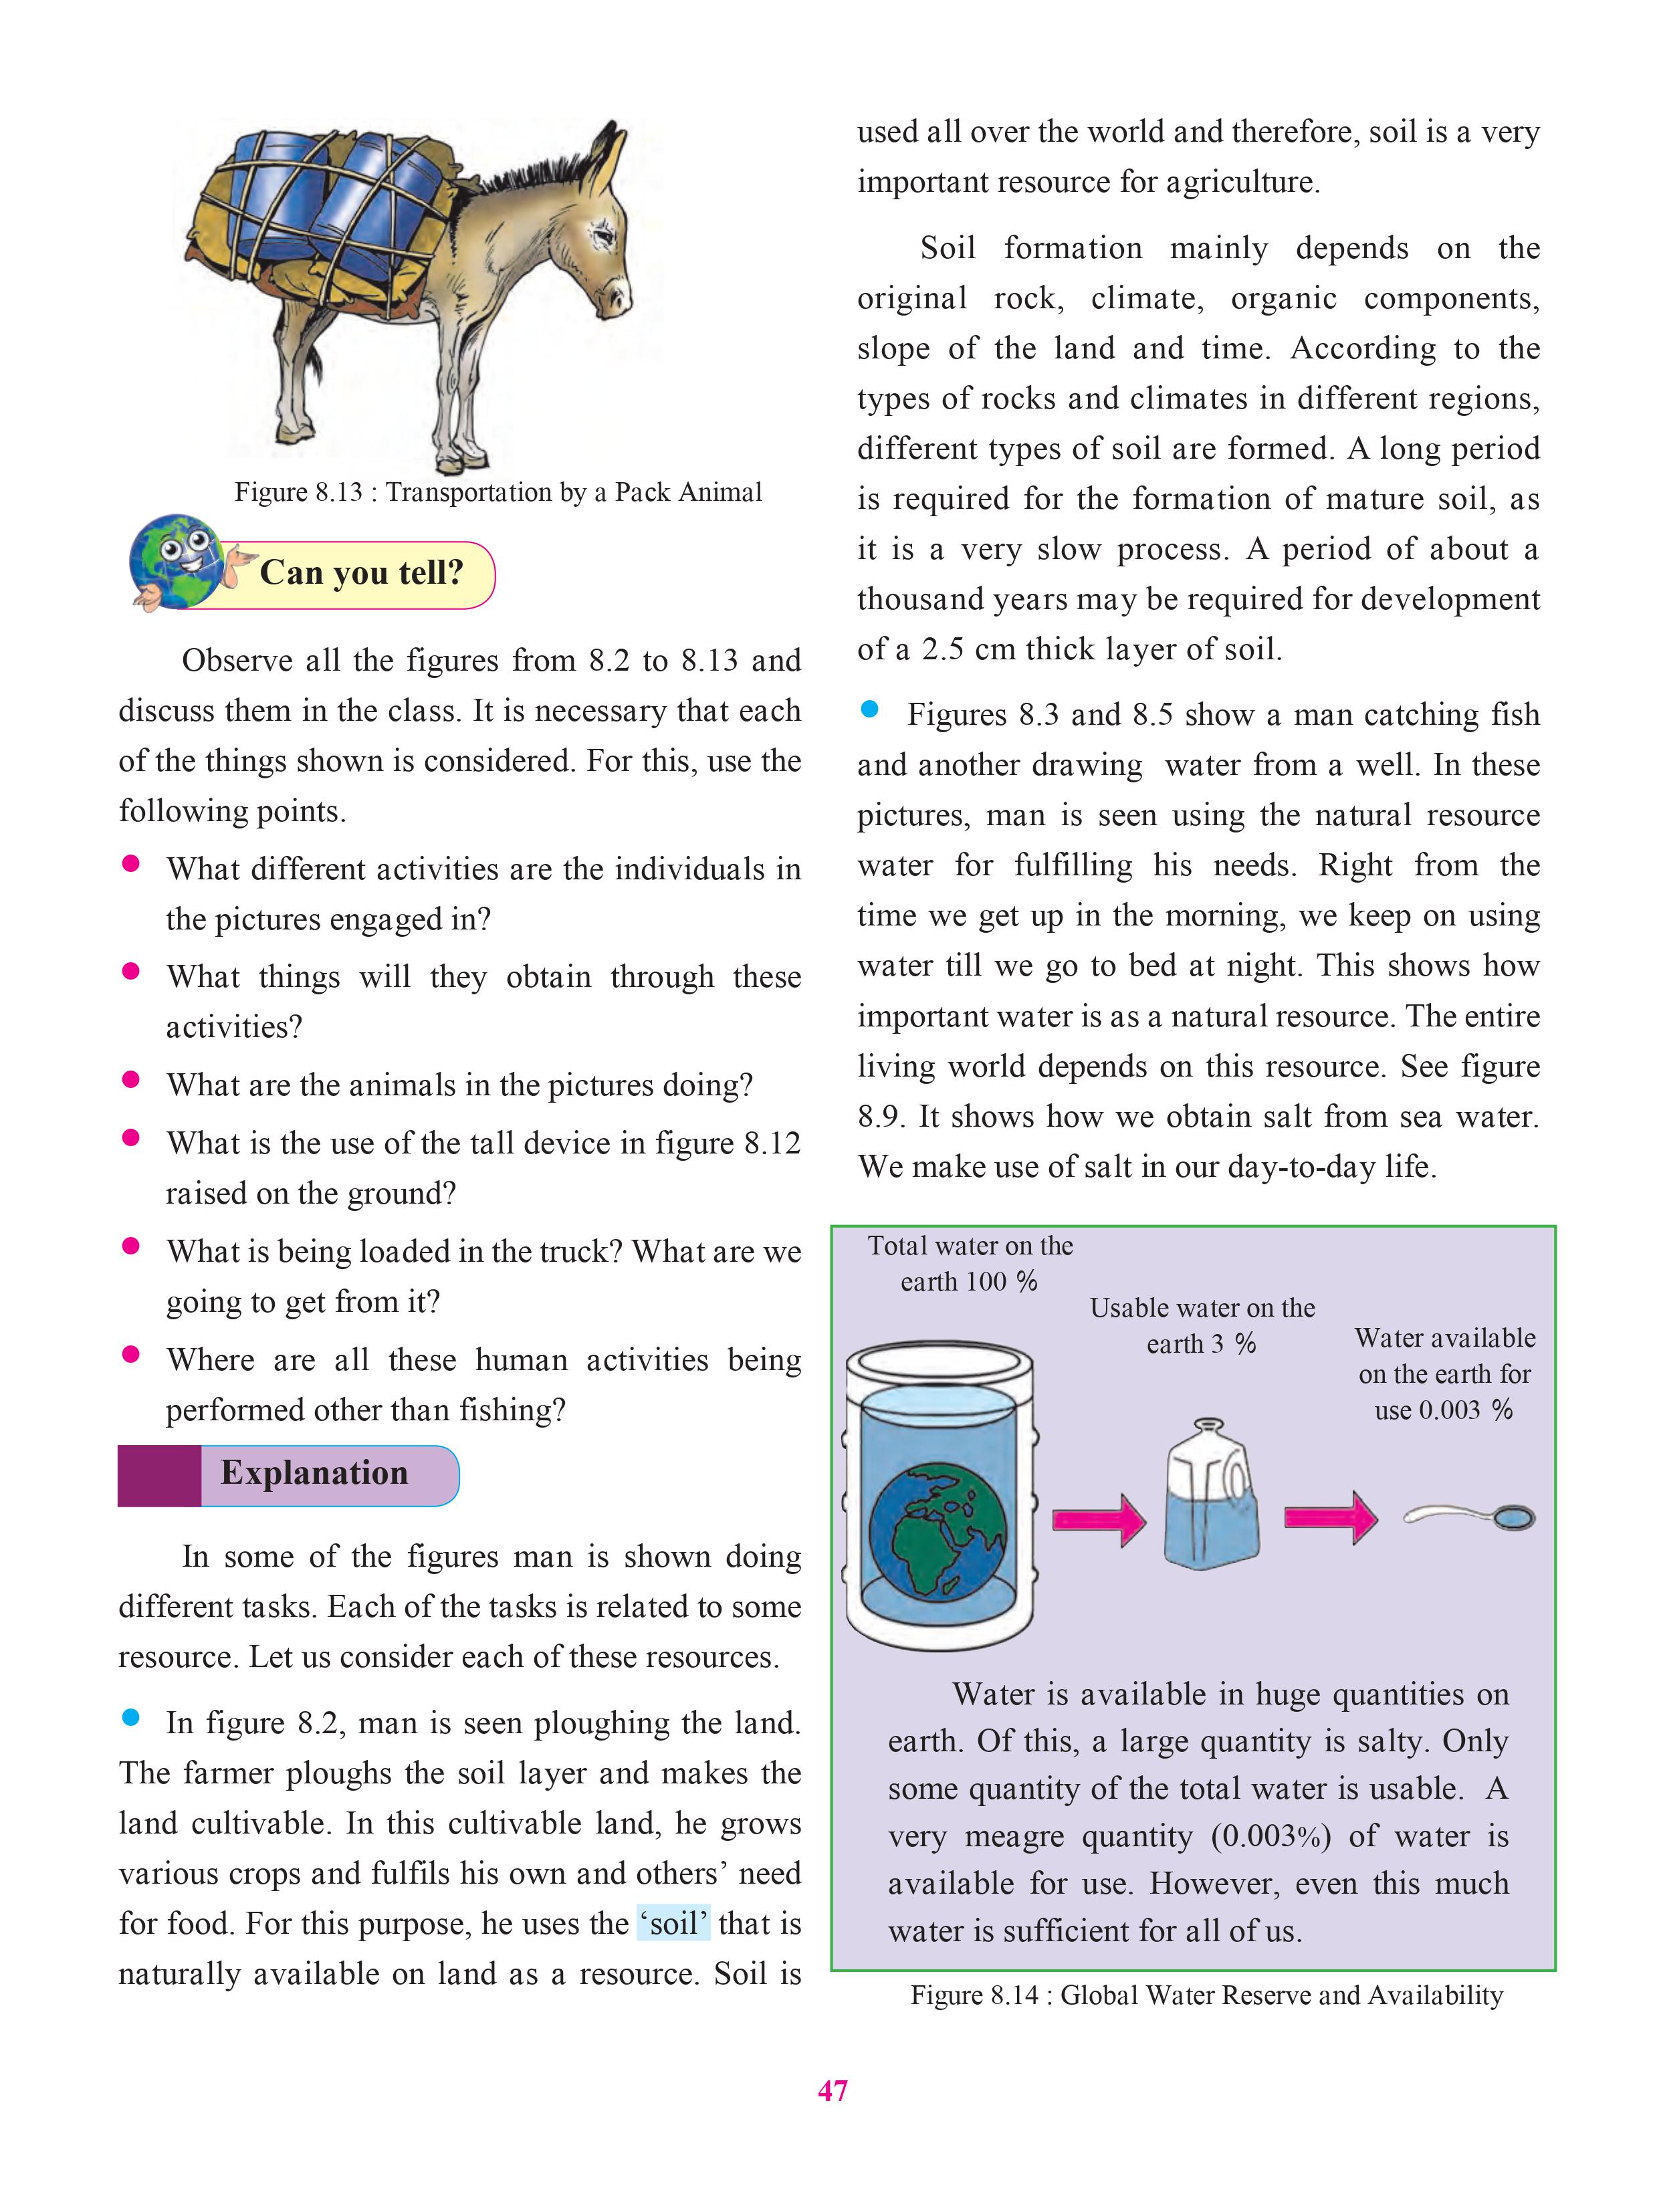 Figure 8.13 : Transportation by a Pack Animal
Can you tell?
Observe all the figures from 8.2 to 8.13 and
discuss them in the class. It is necessary that each
of the things shown is considered. For this, use the
following points.
• What different activities are the individuals in
the pictures engaged in?
• What things will they obtain through these
activities?
• What are the animals in the pictures doing?
• What is the use of the tall device in figure 8.12
raised on the ground?
• What is being loaded in the truck? What are we
going to get from it?
• Where are all these human activities being
performed other than fishing?
Explanation
In some of the figures man is shown doing
different tasks. Each of the tasks is related to some
resource. Let us consider each of these resources.
• In figure 8.2, man is seen ploughing the land.
The farmer ploughs the soil layer and makes the
land cultivable. In this cultivable land, he grows
various crops and fulfils his own and others’ need
for food. For this purpose, he uses the ‘soil’ that is
naturally available on land as a resource. Soil is
used all over the world and therefore, soil is a very
important resource for agriculture.
Soil formation mainly depends on the
original rock, climate, organic components,
slope of the land and time. According to the
types of rocks and climates in different regions,
different types of soil are formed. A long period
is required for the formation of mature soil, as
it is a very slow process. A period of about a
thousand years may be required for development
of a 2.5 cm thick layer of soil.
• Figures 8.3 and 8.5 show a man catching fish
and another drawing water from a well. In these
pictures, man is seen using the natural resource
water for fulfilling his needs. Right from the
time we get up in the morning, we keep on using
water till we go to bed at night. This shows how
important water is as a natural resource. The entire
living world depends on this resource. See figure
8.9. It shows how we obtain salt from sea water.
We make use of salt in our day-to-day life.
Total water on the
earth 100 %
Usable water on the
earth 3 %
Water available
on the earth for
use 0.003 %
Water is available in huge quantities on
earth. Of this, a large quantity is salty. Only
some quantity of the total water is usable. A
very meagre quantity (0.003%) of water is
available for use. However, even this much
water is sufficient for all of us.
Figure 8.14 : Global Water Reserve and Availability
47